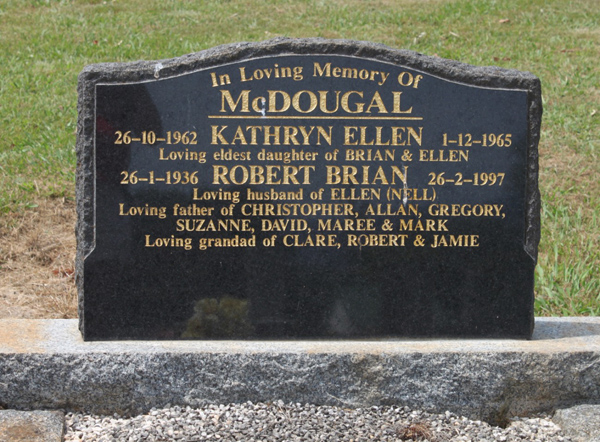 In Loving Memory Of
McDOUGAL
26-10-1962 KATHRYN ELLEN 1-12-1965
Loving eldest daughter of BRIAN & ELLEN
26-1-1936 ROBERT BRIAN 26-2-1997
Loving husband of ELLEN (NELL)
Loving father of CHRISTOPHER, ALLAN, GREGORY,
SUZANNE, DAVID, MAREE & MARK
Loving grandad of CLARE, ROBERT & JAMIE